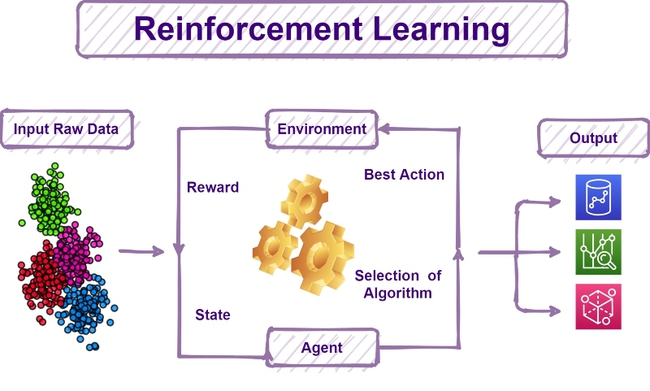 Reinforcement Learning
Input Raw Data
Environment
Output
Reward
Best Action
State
Selection of
Algorithm
Agent